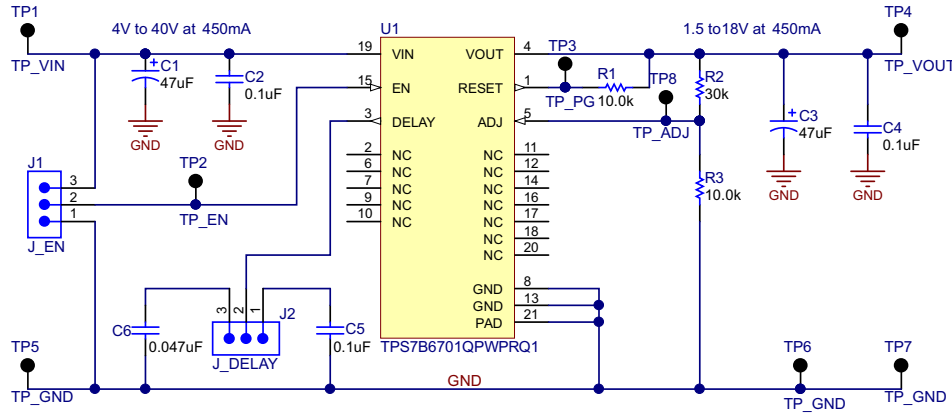 TP1
4V to 40V at 450mA
U1
1.5 to18V at 450mA
TP4
TP_VIN
19 VIN VOUT 4
TP3
TP_VOUT
C1
47uF
C2
0.1uF
15 EN RESET 1
TP_PG
R1
10.0k
TP8
R2
30k
3 DELAY ADJ 5
TP_ADJ
C3
47uF
C4
0.1uF
GND
GND
GND
GND
2 NC NC 11
6 NC NC 12
7 NC NC 14
9 NC NC 16
10 NC NC 17
NC 18
NC 20
J1
3
2
1
J_EN
TP2
TP_EN
R3
10.0k
GND 8
GND 13
PAD 21
TPS7B6701QPWPRQ1
C6
0.047uF
3
2
1
J2
J_DELAY
C5
0.1uF
TP5
TP_GND
GND
TP6
TP_GND
TP7
TP_GND